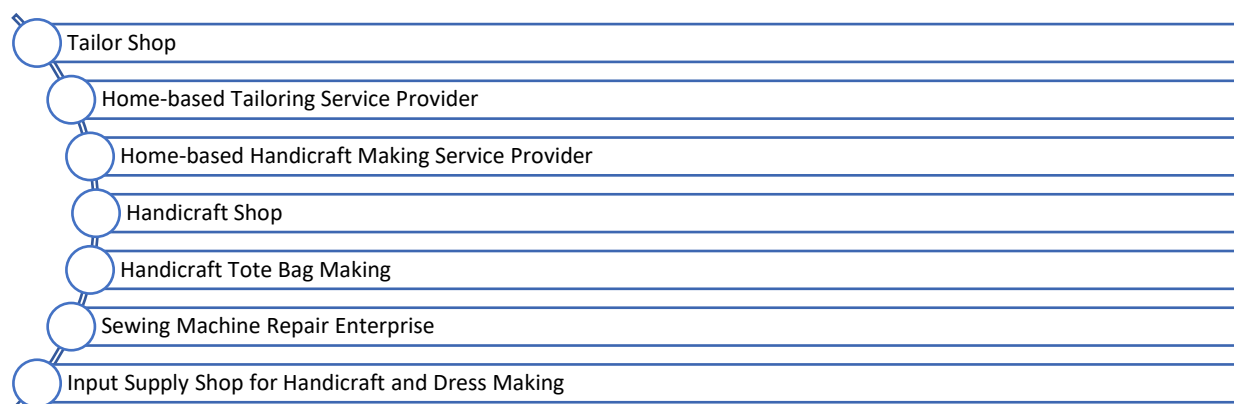 Tailor Shop
Home-based Tailoring Service Provider
Home-based Handicraft Making Service Provider
Handicraft Shop
Handicraft Tote Bag Making
Sewing Machine Repair Enterprise
Input Supply Shop for Handicraft and Dress Making